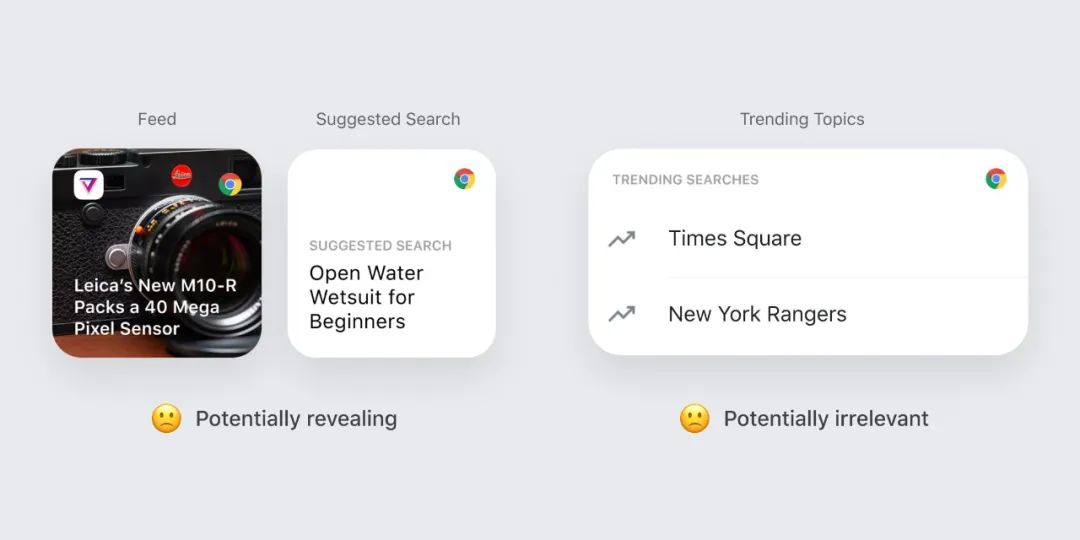 Feed
Suggested Search
Trending Topics
Leica
Leica's New M10-R
Packs a 40 Mega
Pixel Sensor
SUGGESTED SEARCH
Open Water
Wetsuit for
Beginners
TRENDING SEARCHES
Times Square
New York Rangers
Potentially revealing
Potentially irrelevant